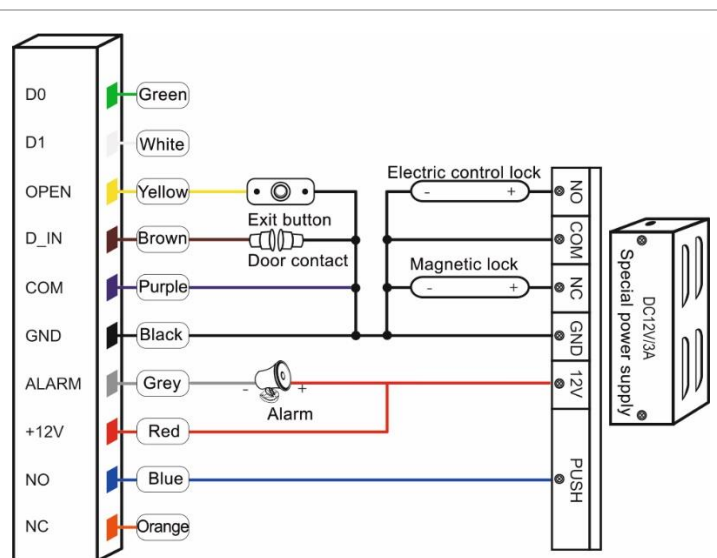 D0 Green
D1 White
OPEN Yellow
D_IN Brown
COM Purple
GND Black
ALARM Grey
+12V Red
NO Blue
NC Orange
Exit button
Door contact
- +
Alarm
Electric control lock
- +
Magnetic lock
- +
NO
COM
NC
GND
12V
PUSH
DC12V/3A
Special power supply